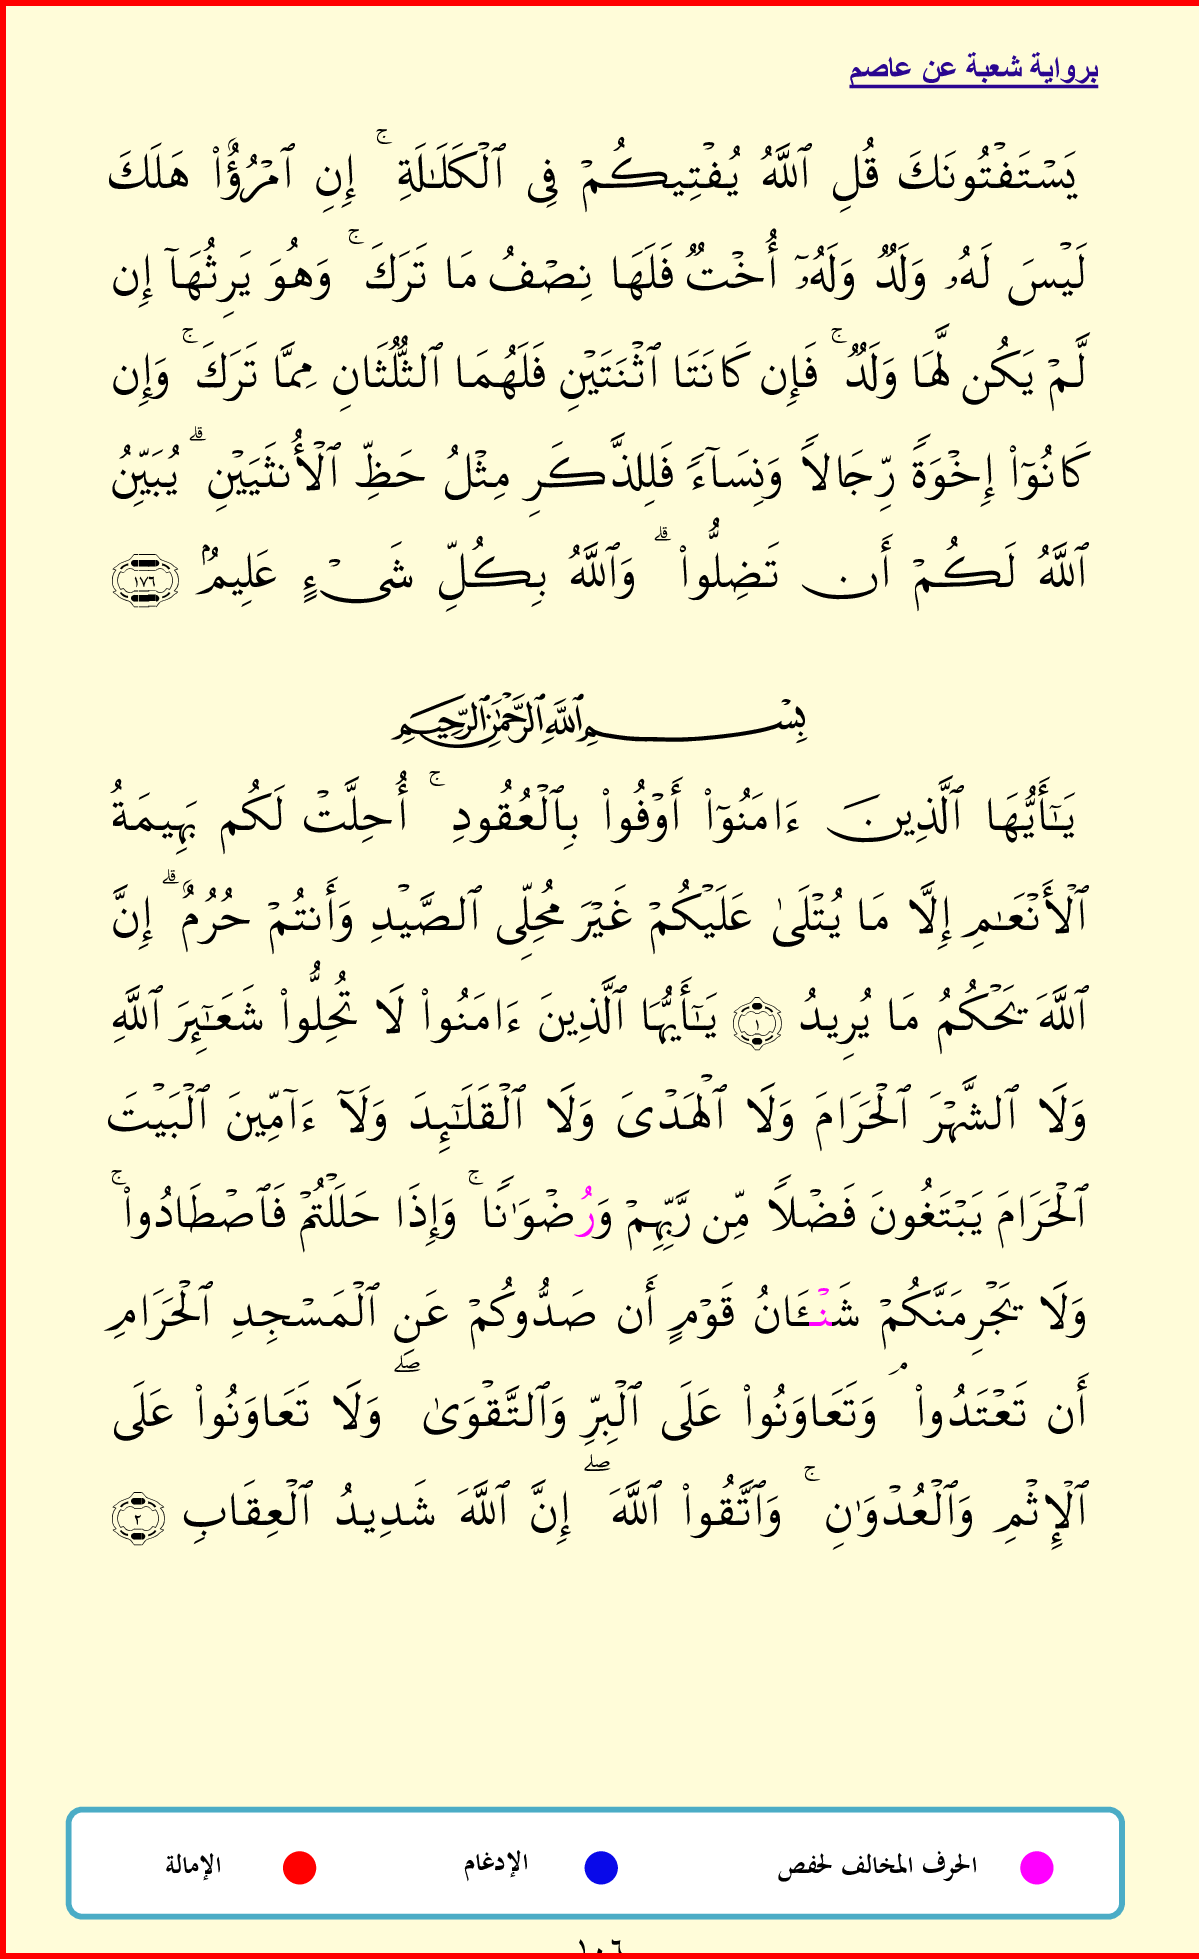 برواية شعبة عن عاصم
يَسْتَفْتُونَكَ قُلِ ٱللَّهُ يُفْتِيكُمْ فِى ٱلْكَلَـٰلَةِ ۚ إِنِ ٱمْرُؤٌا۟ هَلَكَ
لَيْسَ لَهُۥ وَلَدٌ وَلَهُۥٓ أُخْتٌ فَلَهَا نِصْفُ مَا تَرَكَ ۚ وَهُوَ يَرِثُهَآ إِن
لَّمْ يَكُن لَّهَا وَلَدٌ ۚ فَإِن كَانَتَا ٱثْنَتَيْنِ فَلَهُمَا ٱلثُّلُثَانِ مِمَّا تَرَكَ ۚ وَإِن
كَانُوٓا۟ إِخْوَةً رِّجَالًا وَنِسَآءً فَلِلذَّكَرِ مِثْلُ حَظِّ ٱلْأُنثَيَيْنِ ۗ يُبَيِّنُ
ٱللَّهُ لَكُمْ أَن تَضِلُّوا۟ ۗ وَٱللَّهُ بِكُلِّ شَىْءٍ عَلِيمٌۢ ١٧٦
بِسْمِ ٱللَّهِ ٱلرَّحْمَـٰنِ ٱلرَّحِيمِ
يَـٰٓأَيُّهَا ٱلَّذِينَ ءَامَنُوٓا۟ أَوْفُوا۟ بِٱلْعُقُودِ ۚ أُحِلَّتْ لَكُم بَهِيمَةُ
ٱلْأَنْعَـٰمِ إِلَّا مَا يُتْلَىٰ عَلَيْكُمْ غَيْرَ مُحِلِّى ٱلصَّيْدِ وَأَنتُمْ حُرُمٌ ۗ إِنَّ
ٱللَّهَ يَحْكُمُ مَا يُرِيدُ ١ يَـٰٓأَيُّهَا ٱلَّذِينَ ءَامَنُوا۟ لَا تُحِلُّوا۟ شَعَـٰٓئِرَ ٱللَّهِ
وَلَا ٱلشَّهْرَ ٱلْحَرَامَ وَلَا ٱلْهَدْىَ وَلَا ٱلْقَلَـٰٓئِدَ وَلَآ ءَآمِّينَ ٱلْبَيْتَ
ٱلْحَرَامَ يَبْتَغُونَ فَضْلًا مِّن رَّبِّهِمْ وَرُضْوَٰنًا ۚ وَإِذَا حَلَلْتُمْ فَٱصْطَادُوا۟ ۚ
وَلَا يَجْرِمَنَّكُمْ شَنْـَٔانُ قَوْمٍ أَن صَدُّوكُمْ عَنِ ٱلْمَسْجِدِ ٱلْحَرَامِ
أَن تَعْتَدُوا۟ ۘ وَتَعَاوَنُوا۟ عَلَى ٱلْبِرِّ وَٱلتَّقْوَىٰ ۖ وَلَا تَعَاوَنُوا۟ عَلَى
ٱلْإِثْمِ وَٱلْعُدْوَٰنِ ۚ وَٱتَّقُوا۟ ٱللَّهَ ۖ إِنَّ ٱللَّهَ شَدِيدُ ٱلْعِقَابِ ٢
الحرف المخالف لحفص الإدغام الإمالة
١٠٦